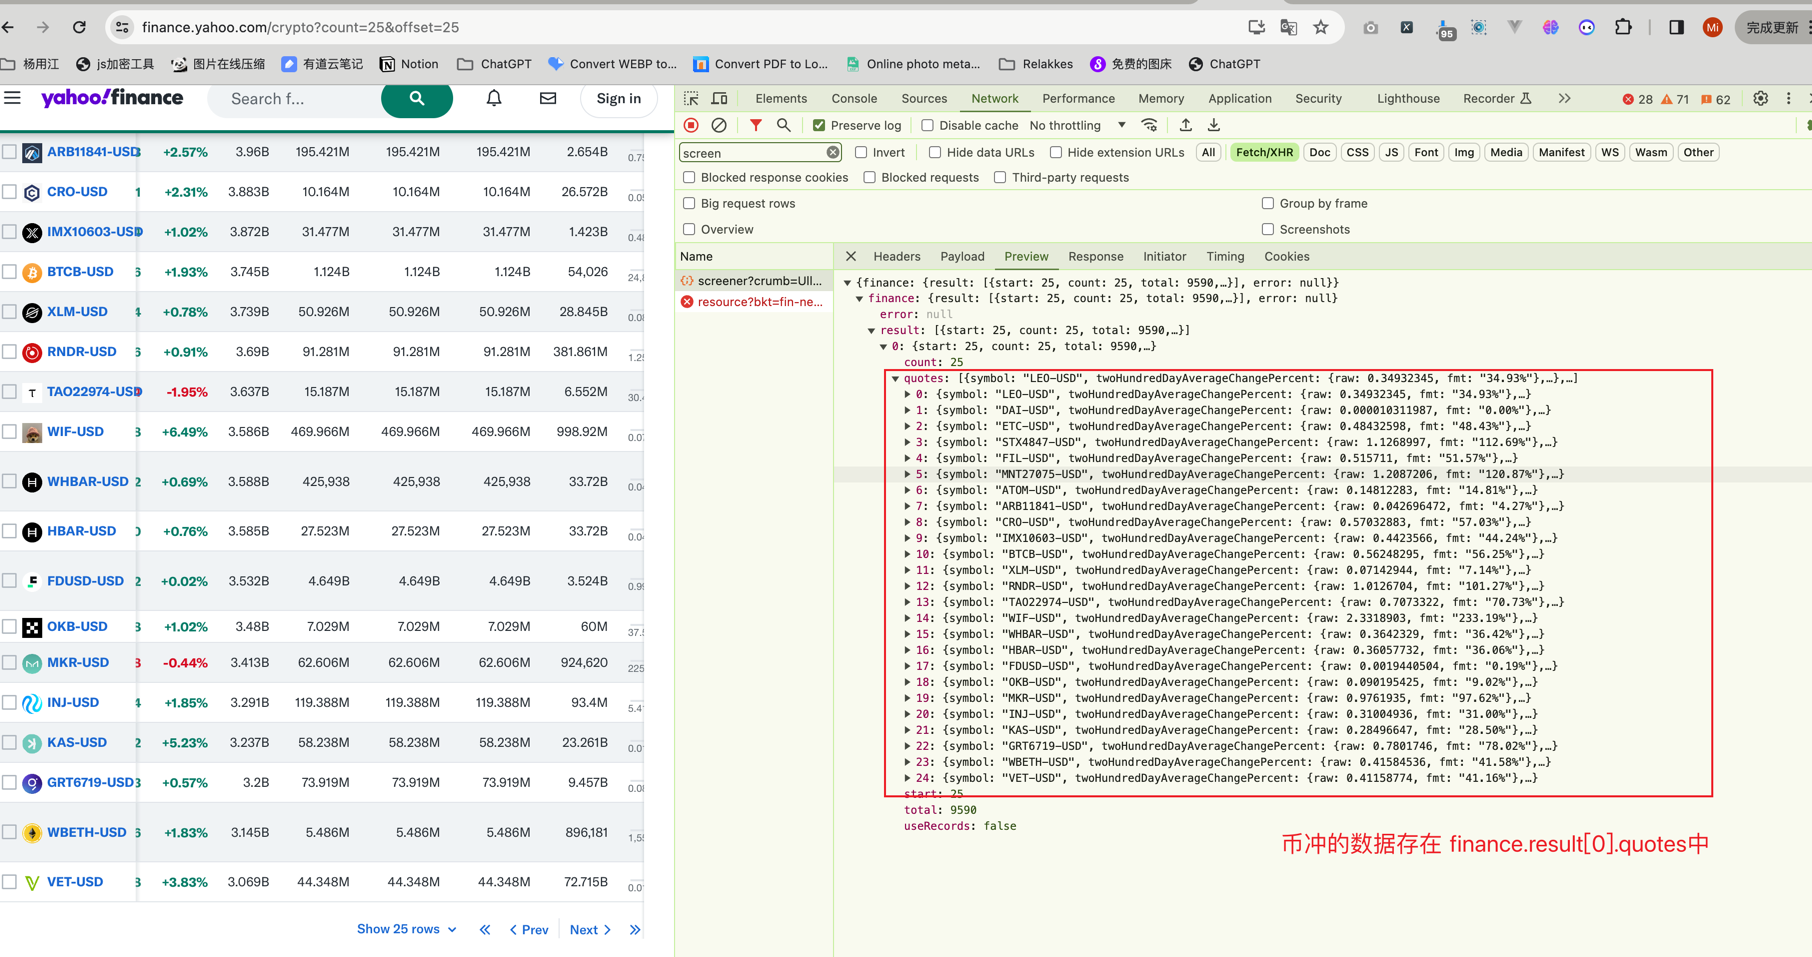 finance.yahoo.com/crypto?count=25&offset=25
95
Mi
完成更新
杨用江
js加密工具
图片在线压缩
有道云笔记
Notion
ChatGPT
Convert WEBP to...
Convert PDF to Lo...
Online photo meta...
Relakkes
免费的图床
ChatGPT
yahoo!finance
Search f...
Sign in
ARB11841-USD +2.57% 3.96B 195.421M 195.421M 195.421M 2.654B 0.75
CRO-USD 1 +2.31% 3.883B 10.164M 10.164M 10.164M 26.572B 0.05
IMX10603-USD +1.02% 3.872B 31.477M 31.477M 31.477M 1.423B 0.48
BTCB-USD 6 +1.93% 3.745B 1.124B 1.124B 1.124B 54,026 24,8
XLM-USD 4 +0.78% 3.739B 50.926M 50.926M 50.926M 28.845B 0.08
RNDR-USD 6 +0.91% 3.69B 91.281M 91.281M 91.281M 381.861M 1.25
TAO22974-USD -1.95% 3.637B 15.187M 15.187M 15.187M 6.552M 30.4
WIF-USD 8 +6.49% 3.586B 469.966M 469.966M 469.966M 998.92M 0.07
WHBAR-USD 2 +0.69% 3.588B 425,938 425,938 425,938 33.72B 0.04
HBAR-USD 0 +0.76% 3.585B 27.523M 27.523M 27.523M 33.72B 0.04
FDUSD-USD 2 +0.02% 3.532B 4.649B 4.649B 4.649B 3.524B 0.99
OKB-USD 8 +1.02% 3.48B 7.029M 7.029M 7.029M 60M 37.5
MKR-USD 8 -0.44% 3.413B 62.606M 62.606M 62.606M 924,620 225
INJ-USD 4 +1.85% 3.291B 119.388M 119.388M 119.388M 93.4M 5.41
KAS-USD 2 +5.23% 3.237B 58.238M 58.238M 58.238M 23.261B 0.01
GRT6719-USD 3 +0.57% 3.2B 73.919M 73.919M 73.919M 9.457B 0.08
WBETH-USD 6 +1.83% 3.145B 5.486M 5.486M 5.486M 896,181 1,55
VET-USD 8 +3.83% 3.069B 44.348M 44.348M 44.348M 72.715B 0.01
Show 25 rows
Prev
Next
Elements Console Sources Network Performance Memory Application Security Lighthouse Recorder 28 71 62
Preserve log Disable cache No throttling
screen Invert Hide data URLs Hide extension URLs All Fetch/XHR Doc CSS JS Font Img Media Manifest WS Wasm Other
Blocked response cookies Blocked requests Third-party requests
Big request rows Group by frame
Overview Screenshots
Name
screener?crumb=Ull...
resource?bkt=fin-ne...
Headers Payload Preview Response Initiator Timing Cookies
{finance: {result: [{start: 25, count: 25, total: 9590,…}], error: null}}
finance: {result: [{start: 25, count: 25, total: 9590,…}], error: null}
error: null
result: [{start: 25, count: 25, total: 9590,…}]
0: {start: 25, count: 25, total: 9590,…}
count: 25
quotes: [{symbol: "LEO-USD", twoHundredDayAverageChangePercent: {raw: 0.34932345, fmt: "34.93%"},…},…]
0: {symbol: "LEO-USD", twoHundredDayAverageChangePercent: {raw: 0.34932345, fmt: "34.93%"},…}
1: {symbol: "DAI-USD", twoHundredDayAverageChangePercent: {raw: 0.000010311987, fmt: "0.00%"},…}
2: {symbol: "ETC-USD", twoHundredDayAverageChangePercent: {raw: 0.48432598, fmt: "48.43%"},…}
3: {symbol: "STX4847-USD", twoHundredDayAverageChangePercent: {raw: 1.1268997, fmt: "112.69%"},…}
4: {symbol: "FIL-USD", twoHundredDayAverageChangePercent: {raw: 0.515711, fmt: "51.57%"},…}
5: {symbol: "MNT27075-USD", twoHundredDayAverageChangePercent: {raw: 1.2087206, fmt: "120.87%"},…}
6: {symbol: "ATOM-USD", twoHundredDayAverageChangePercent: {raw: 0.14812283, fmt: "14.81%"},…}
7: {symbol: "ARB11841-USD", twoHundredDayAverageChangePercent: {raw: 0.042696472, fmt: "4.27%"},…}
8: {symbol: "CRO-USD", twoHundredDayAverageChangePercent: {raw: 0.57032883, fmt: "57.03%"},…}
9: {symbol: "IMX10603-USD", twoHundredDayAverageChangePercent: {raw: 0.4423566, fmt: "44.24%"},…}
10: {symbol: "BTCB-USD", twoHundredDayAverageChangePercent: {raw: 0.56248295, fmt: "56.25%"},…}
11: {symbol: "XLM-USD", twoHundredDayAverageChangePercent: {raw: 0.07142944, fmt: "7.14%"},…}
12: {symbol: "RNDR-USD", twoHundredDayAverageChangePercent: {raw: 1.0126704, fmt: "101.27%"},…}
13: {symbol: "TAO22974-USD", twoHundredDayAverageChangePercent: {raw: 0.7073322, fmt: "70.73%"},…}
14: {symbol: "WIF-USD", twoHundredDayAverageChangePercent: {raw: 2.3318903, fmt: "233.19%"},…}
15: {symbol: "WHBAR-USD", twoHundredDayAverageChangePercent: {raw: 0.3642329, fmt: "36.42%"},…}
16: {symbol: "HBAR-USD", twoHundredDayAverageChangePercent: {raw: 0.36057732, fmt: "36.06%"},…}
17: {symbol: "FDUSD-USD", twoHundredDayAverageChangePercent: {raw: 0.0019440504, fmt: "0.19%"},…}
18: {symbol: "OKB-USD", twoHundredDayAverageChangePercent: {raw: 0.090195425, fmt: "9.02%"},…}
19: {symbol: "MKR-USD", twoHundredDayAverageChangePercent: {raw: 0.9761935, fmt: "97.62%"},…}
20: {symbol: "INJ-USD", twoHundredDayAverageChangePercent: {raw: 0.31004936, fmt: "31.00%"},…}
21: {symbol: "KAS-USD", twoHundredDayAverageChangePercent: {raw: 0.28496647, fmt: "28.50%"},…}
22: {symbol: "GRT6719-USD", twoHundredDayAverageChangePercent: {raw: 0.7801746, fmt: "78.02%"},…}
23: {symbol: "WBETH-USD", twoHundredDayAverageChangePercent: {raw: 0.41584536, fmt: "41.58%"},…}
24: {symbol: "VET-USD", twoHundredDayAverageChangePercent: {raw: 0.41158774, fmt: "41.16%"},…}
start: 25
total: 9590
useRecords: false
币冲的数据存在 finance.result[0].quotes中